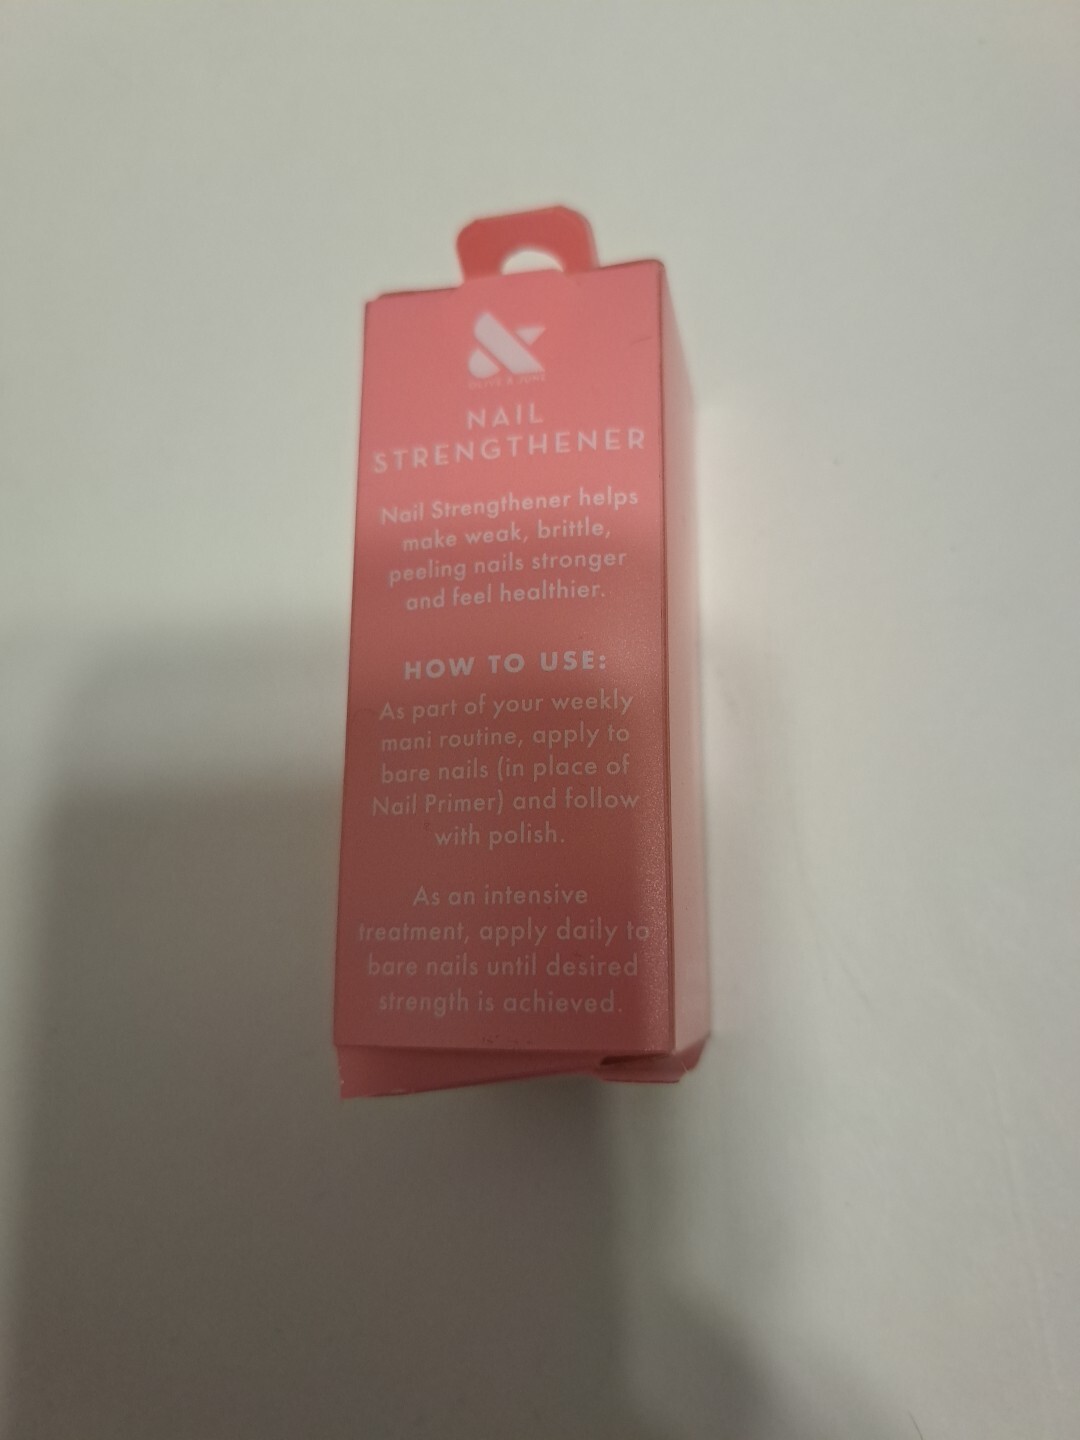 OLIVE & JUNE
NAIL
STRENGTHENER
Nail Strengthener helps
make weak, brittle,
peeling nails stronger
and feel healthier.
HOW TO USE:
As part of your weekly
mani routine, apply to
bare nails (in place of
Nail Primer) and follow
with polish.
As an intensive
treatment, apply daily to
bare nails until desired
strength is achieved.